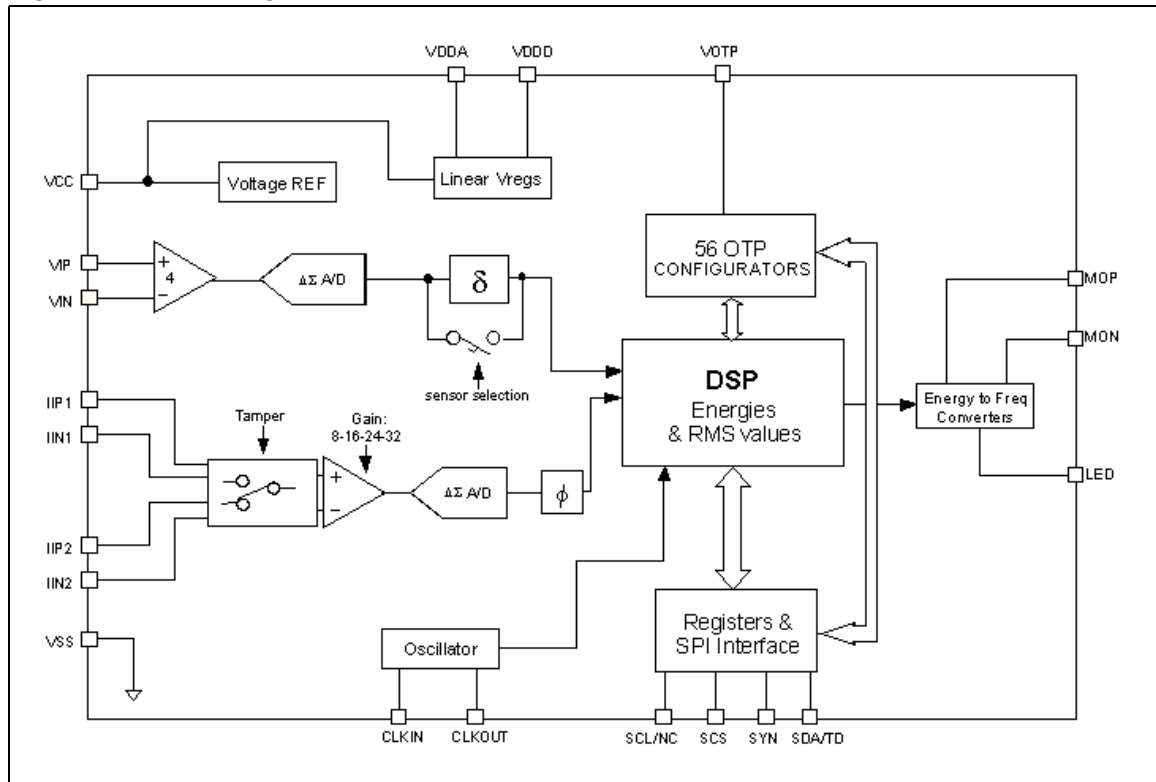 VDDA
VDDD
VOTP
VCC
Voltage REF
Linear Vregs
56 OTP
CONFIGURATORS
VIP
VIN
+
4
−
ΔΣ A/D
δ
sensor selection
MOP
MON
DSP
Energies
& RMS values
Energy to Freq
Converters
LED
IIP1
IIN1
Tamper
Gain:
8-16-24-32
+
−
ΔΣ A/D
ϕ
IIP2
IIN2
VSS
Oscillator
Registers &
SPI Interface
CLKIN
CLKOUT
SCL/NC
SCS
SYN
SDA/TD